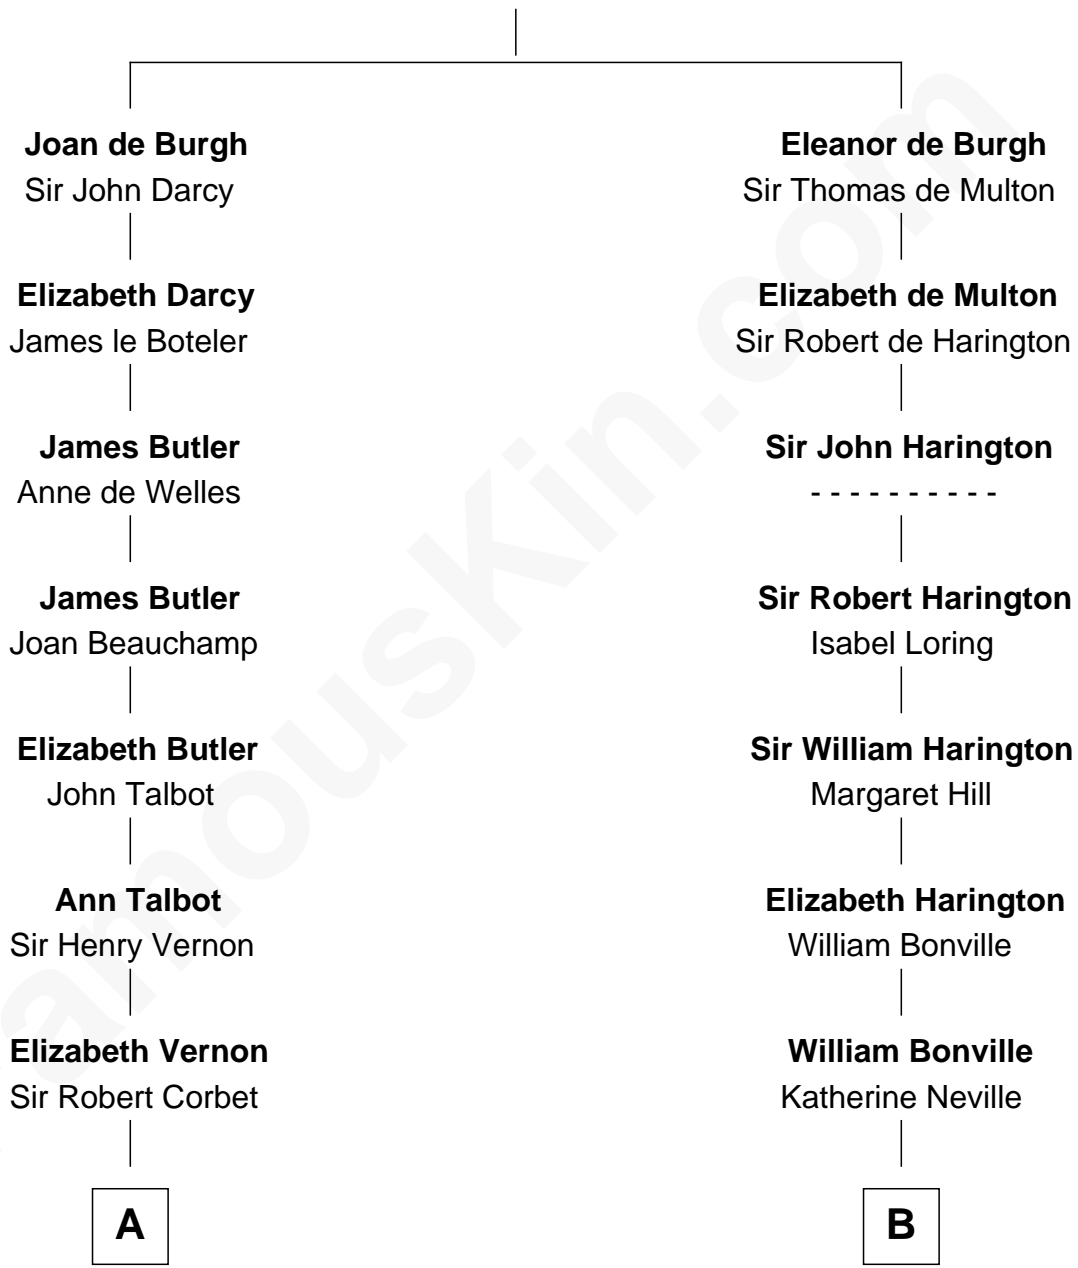 Joan de Burgh
Sir John Darcy
Elizabeth Darcy
James le Boteler
James Butler
Anne de Welles
James Butler
Joan Beauchamp
Elizabeth Butler
John Talbot
Ann Talbot
Sir Henry Vernon
Elizabeth Vernon
Sir Robert Corbet
A
Eleanor de Burgh
Sir Thomas de Multon
Elizabeth de Multon
Sir Robert de Harington
Sir John Harington
- - - - - - - - - -
Sir Robert Harington
Isabel Loring
Sir William Harington
Margaret Hill
Elizabeth Harington
William Bonville
William Bonville
Katherine Neville
B
amouskin.com